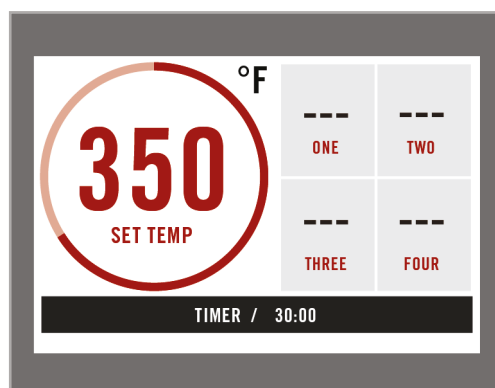 °F
350
SET TEMP
---
ONE
---
TWO
---
THREE
---
FOUR
TIMER / 30:00